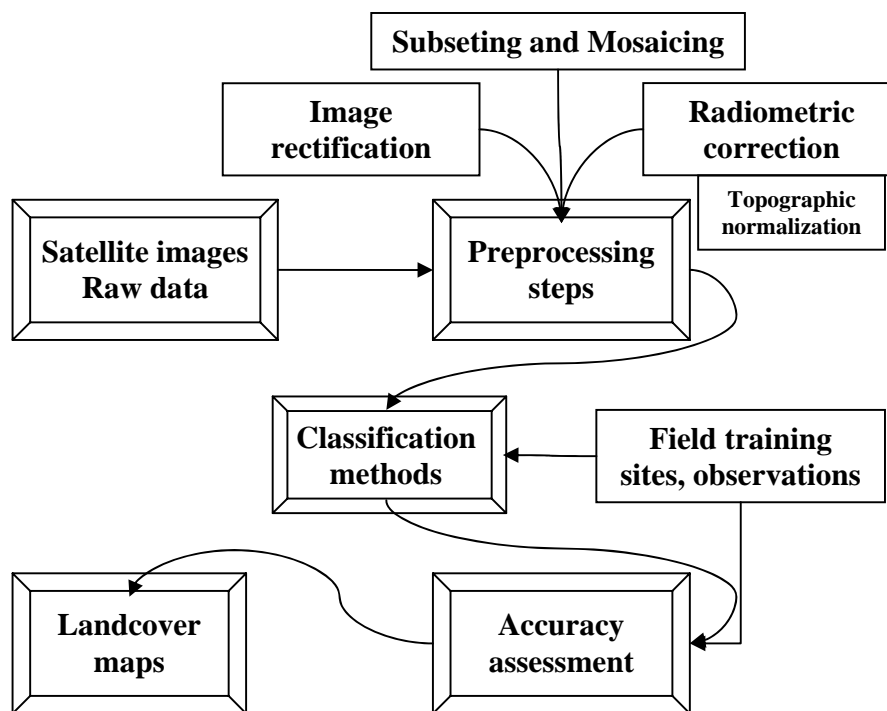 Subseting and Mosaicing
Image
rectification
Radiometric
correction
Topographic
normalization
Satellite images
Raw data
Preprocessing
steps
Classification
methods
Field training
sites, observations
Landcover
maps
Accuracy
assessment